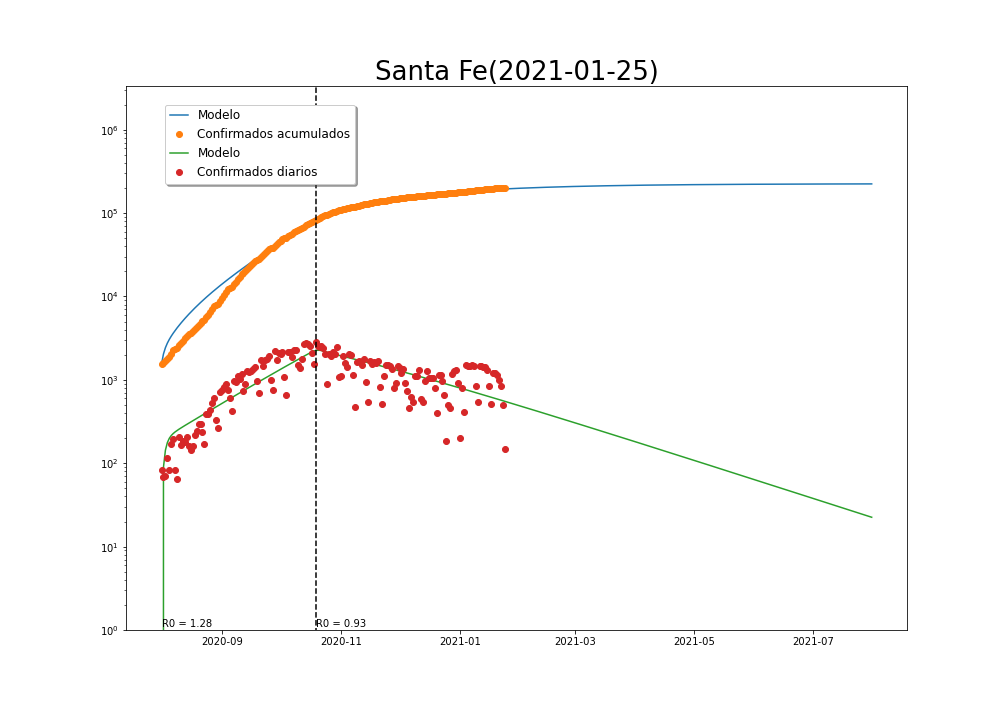 Santa Fe(2021-01-25)
Modelo
Confirmados acumulados
Modelo
Confirmados diarios
10⁶
10⁵
10⁴
10³
10²
10¹
10⁰
R0 = 1.28
R0 = 0.93
2020-09
2020-11
2021-01
2021-03
2021-05
2021-07